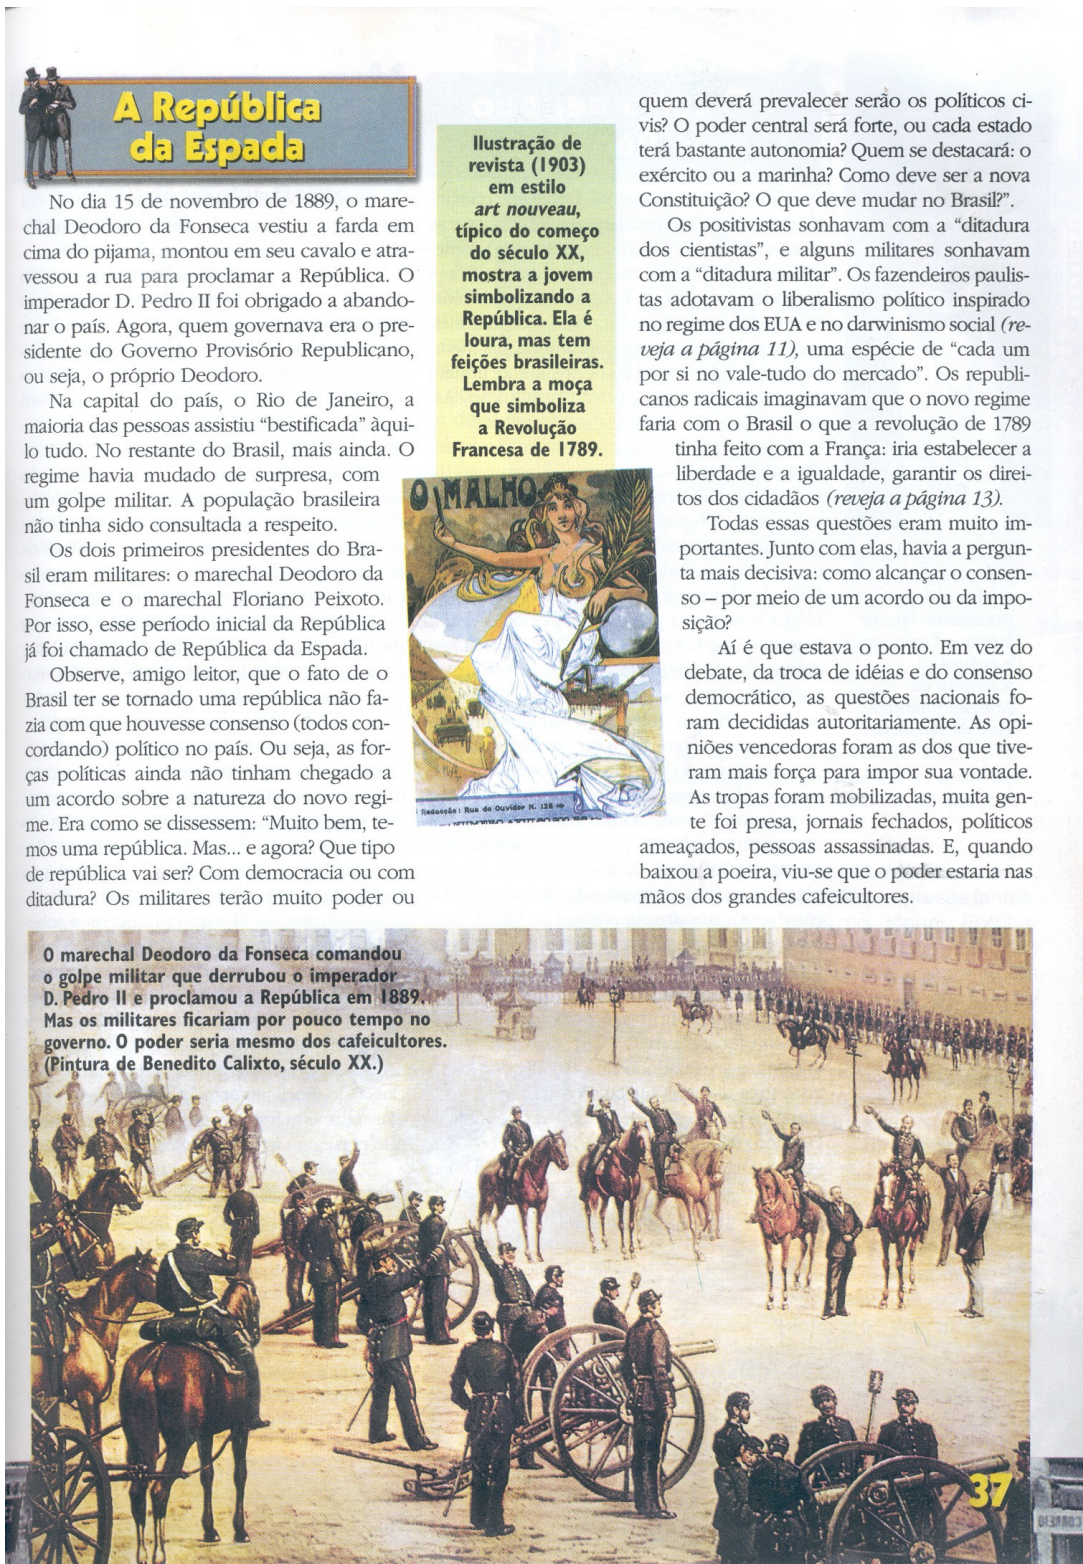 A República
da Espada
No dia 15 de novembro de 1889, o mare-
chal Deodoro da Fonseca vestiu a farda em
cima do pijama, montou em seu cavalo e atra-
vessou a rua para proclamar a República. O
imperador D. Pedro II foi obrigado a abando-
nar o país. Agora, quem governava era o pre-
sidente do Governo Provisório Republicano,
ou seja, o próprio Deodoro.
Na capital do país, o Rio de Janeiro, a
maioria das pessoas assistiu “bestificada” àqui-
lo tudo. No restante do Brasil, mais ainda. O
regime havia mudado de surpresa, com
um golpe militar. A população brasileira
não tinha sido consultada a respeito.
Os dois primeiros presidentes do Bra-
sil eram militares: o marechal Deodoro da
Fonseca e o marechal Floriano Peixoto.
Por isso, esse período inicial da República
já foi chamado de República da Espada.
Observe, amigo leitor, que o fato de o
Brasil ter se tornado uma república não fa-
zia com que houvesse consenso (todos con-
cordando) político no país. Ou seja, as for-
ças políticas ainda não tinham chegado a
um acordo sobre a natureza do novo regi-
me. Era como se dissessem: “Muito bem, te-
mos uma república. Mas... e agora? Que tipo
de república vai ser? Com democracia ou com
ditadura? Os militares terão muito poder ou
Ilustração de
revista (1903)
em estilo
art nouveau,
típico do começo
do século XX,
mostra a jovem
simbolizando a
República. Ela é
loura, mas tem
feições brasileiras.
Lembra a moça
que simboliza
a Revolução
Francesa de 1789.
O MALHO
Redacção: Rua do Ouvidor N. 125
quem deverá prevalecer serão os políticos ci-
vis? O poder central será forte, ou cada estado
terá bastante autonomia? Quem se destacará: o
exército ou a marinha? Como deve ser a nova
Constituição? O que deve mudar no Brasil?”.
Os positivistas sonhavam com a “ditadura
dos cientistas”, e alguns militares sonhavam
com a “ditadura militar”. Os fazendeiros paulis-
tas adotavam o liberalismo político inspirado
no regime dos EUA e no darwinismo social (re-
veja a página 11), uma espécie de “cada um
por si no vale-tudo do mercado”. Os republi-
canos radicais imaginavam que o novo regime
faria com o Brasil o que a revolução de 1789
tinha feito com a França: iria estabelecer a
liberdade e a igualdade, garantir os direi-
tos dos cidadãos (reveja a página 13).
Todas essas questões eram muito im-
portantes. Junto com elas, havia a pergun-
ta mais decisiva: como alcançar o consen-
so – por meio de um acordo ou da impo-
sição?
Aí é que estava o ponto. Em vez do
debate, da troca de idéias e do consenso
democrático, as questões nacionais fo-
ram decididas autoritariamente. As opi-
niões vencedoras foram as dos que tive-
ram mais força para impor sua vontade.
As tropas foram mobilizadas, muita gen-
te foi presa, jornais fechados, políticos
ameaçados, pessoas assassinadas. E, quando
baixou a poeira, viu-se que o poder estaria nas
mãos dos grandes cafeicultores.
O marechal Deodoro da Fonseca comandou
o golpe militar que derrubou o imperador
D. Pedro II e proclamou a República em 1889.
Mas os militares ficariam por pouco tempo no
governo. O poder seria mesmo dos cafeicultores.
(Pintura de Benedito Calixto, século XX.)
37